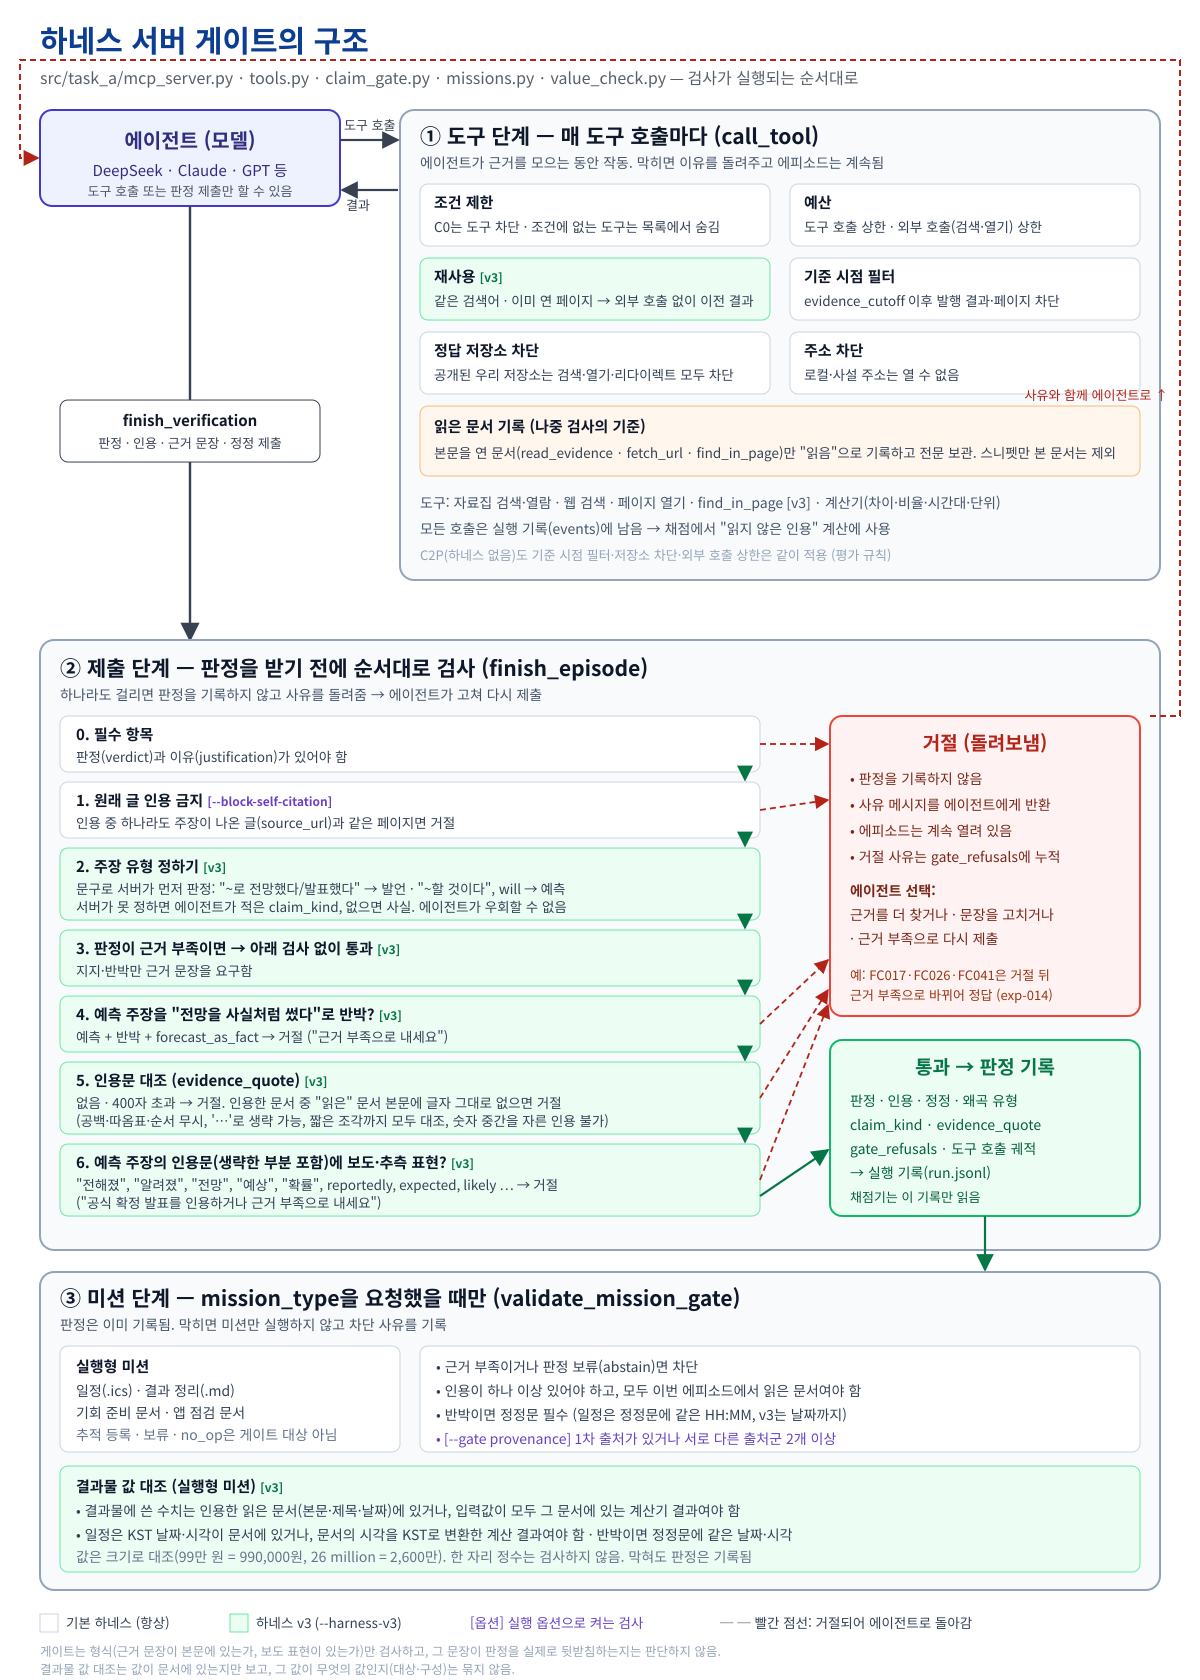 하네스 서버 게이트의 구조
src/task_a/mcp_server.py · tools.py · claim_gate.py · missions.py · value_check.py — 검사가 실행되는 순서대로
에이전트 (모델)
DeepSeek · Claude · GPT 등
도구 호출 또는 판정 제출만 할 수 있음
도구 호출
결과
① 도구 단계 — 매 도구 호출마다 (call_tool)
에이전트가 근거를 모으는 동안 작동. 막히면 이유를 돌려주고 에피소드는 계속됨
조건 제한
C0는 도구 차단 · 조건에 없는 도구는 목록에서 숨김
예산
도구 호출 상한 · 외부 호출(검색·열기) 상한
재사용 [v3]
같은 검색어 · 이미 연 페이지 → 외부 호출 없이 이전 결과
기준 시점 필터
evidence_cutoff 이후 발행 결과·페이지 차단
정답 저장소 차단
공개된 우리 저장소는 검색·열기·리다이렉트 모두 차단
주소 차단
로컬·사설 주소는 열 수 없음
사유와 함께 에이전트로 ↑
읽은 문서 기록 (나중 검사의 기준)
본문을 연 문서(read_evidence · fetch_url · find_in_page)만 "읽음"으로 기록하고 전문 보관. 스니펫만 본 문서는 제외
도구: 자료집 검색·열람 · 웹 검색 · 페이지 열기 · find_in_page [v3] · 계산기(차이·비율·시간대·단위)
모든 호출은 실행 기록(events)에 남음 → 채점에서 "읽지 않은 인용" 계산에 사용
C2P(하네스 없음)도 기준 시점 필터·저장소 차단·외부 호출 상한은 같이 적용 (평가 규칙)
finish_verification
판정 · 인용 · 근거 문장 · 정정 제출
② 제출 단계 — 판정을 받기 전에 순서대로 검사 (finish_episode)
하나라도 걸리면 판정을 기록하지 않고 사유를 돌려줌 → 에이전트가 고쳐 다시 제출
0. 필수 항목
판정(verdict)과 이유(justification)가 있어야 함
1. 원래 글 인용 금지 [--block-self-citation]
인용 중 하나라도 주장이 나온 글(source_url)과 같은 페이지면 거절
2. 주장 유형 정하기 [v3]
문구로 서버가 먼저 판정: "~로 전망했다/발표했다" → 발언 · "~할 것이다", will → 예측
서버가 못 정하면 에이전트가 적은 claim_kind, 없으면 사실. 에이전트가 우회할 수 없음
3. 판정이 근거 부족이면 → 아래 검사 없이 통과 [v3]
지지·반박만 근거 문장을 요구함
4. 예측 주장을 "전망을 사실처럼 썼다"로 반박? [v3]
예측 + 반박 + forecast_as_fact → 거절 ("근거 부족으로 내세요")
5. 인용문 대조 (evidence_quote) [v3]
없음 · 400자 초과 → 거절. 인용한 문서 중 "읽은" 문서 본문에 글자 그대로 없으면 거절
(공백·따옴표·순서 무시, '…'로 생략 가능, 짧은 조각까지 모두 대조, 숫자 중간을 자른 인용 불가)
6. 예측 주장의 인용문(생략한 부분 포함)에 보도·추측 표현? [v3]
"전해졌", "알려졌", "전망", "예상", "확률", reportedly, expected, likely … → 거절
("공식 확정 발표를 인용하거나 근거 부족으로 내세요")
거절 (돌려보냄)
• 판정을 기록하지 않음
• 사유 메시지를 에이전트에게 반환
• 에피소드는 계속 열려 있음
• 거절 사유는 gate_refusals에 누적
에이전트 선택:
근거를 더 찾거나 · 문장을 고치거나
· 근거 부족으로 다시 제출
예: FC017·FC026·FC041은 거절 뒤
근거 부족으로 바뀌어 정답 (exp-014)
통과 → 판정 기록
판정 · 인용 · 정정 · 왜곡 유형
claim_kind · evidence_quote
gate_refusals · 도구 호출 궤적
→ 실행 기록(run.jsonl)
채점기는 이 기록만 읽음
③ 미션 단계 — mission_type을 요청했을 때만 (validate_mission_gate)
판정은 이미 기록됨. 막히면 미션만 실행하지 않고 차단 사유를 기록
실행형 미션
일정(.ics) · 결과 정리(.md)
기회 준비 문서 · 앱 점검 문서
추적 등록 · 보류 · no_op은 게이트 대상 아님
• 근거 부족이거나 판정 보류(abstain)면 차단
• 인용이 하나 이상 있어야 하고, 모두 이번 에피소드에서 읽은 문서여야 함
• 반박이면 정정문 필수 (일정은 정정문에 같은 HH:MM, v3는 날짜까지)
• [--gate provenance] 1차 출처가 있거나 서로 다른 출처군 2개 이상
결과물 값 대조 (실행형 미션) [v3]
• 결과물에 쓴 수치는 인용한 읽은 문서(본문·제목·날짜)에 있거나, 입력값이 모두 그 문서에 있는 계산기 결과여야 함
• 일정은 KST 날짜·시각이 문서에 있거나, 문서의 시각을 KST로 변환한 계산 결과여야 함 · 반박이면 정정문에 같은 날짜·시각
값은 크기로 대조(99만 원 = 990,000원, 26 million = 2,600만). 한 자리 정수는 검사하지 않음. 막혀도 판정은 기록됨
기본 하네스 (항상)
하네스 v3 (--harness-v3)
[옵션] 실행 옵션으로 켜는 검사
— — 빨간 점선: 거절되어 에이전트로 돌아감
게이트는 형식(근거 문장이 본문에 있는가, 보도 표현이 있는가)만 검사하고, 그 문장이 판정을 실제로 뒷받침하는지는 판단하지 않음.
결과물 값 대조는 값이 문서에 있는지만 보고, 그 값이 무엇의 값인지(대상·구성)는 묶지 않음.